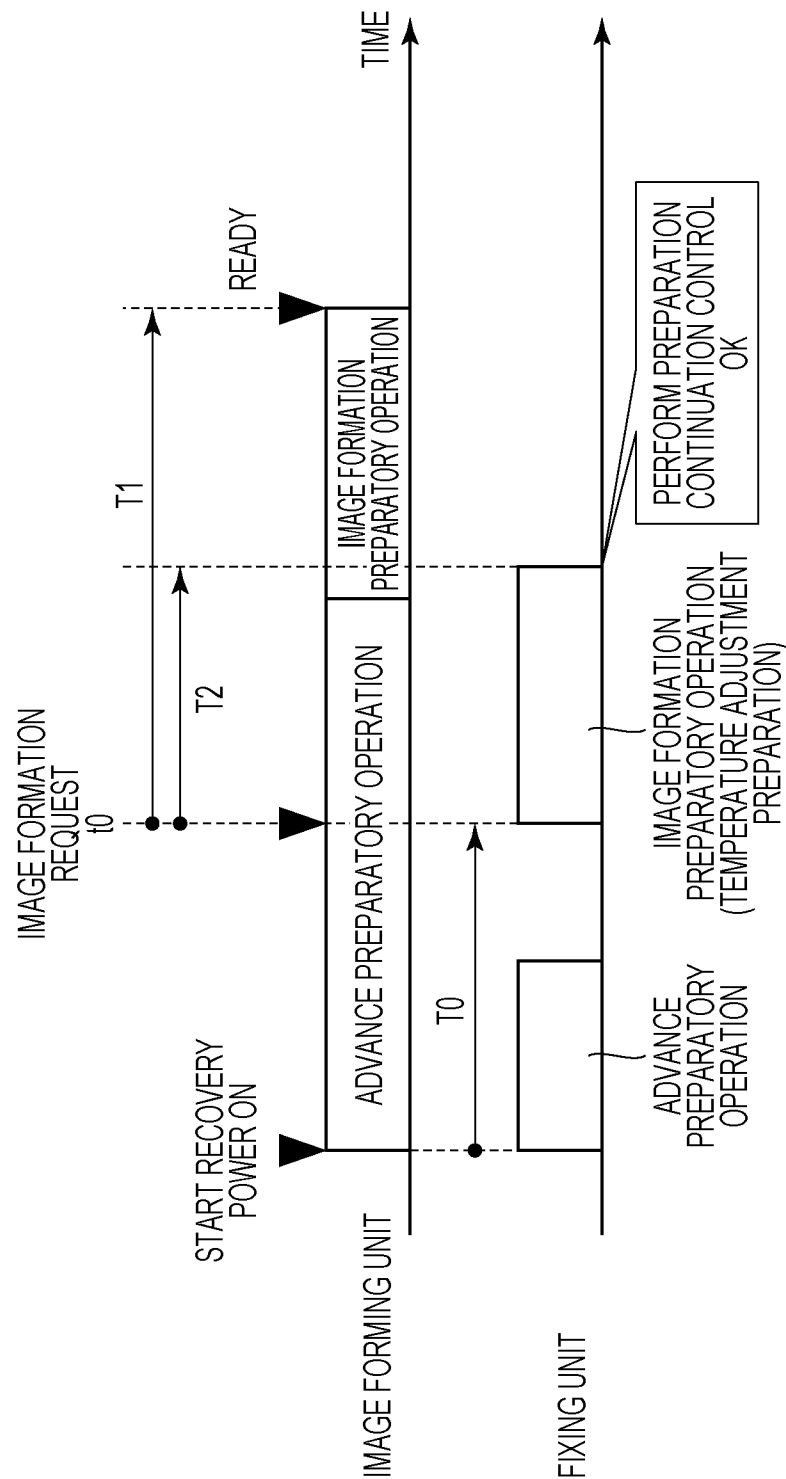 IMAGE FORMATION
REQUEST
t0
T1
T2
START RECOVERY
POWER ON
READY
IMAGE FORMING UNIT
ADVANCE PREPARATORY OPERATION
IMAGE FORMATION
PREPARATORY OPERATION
TIME
T0
FIXING UNIT
ADVANCE
PREPARATORY
OPERATION
IMAGE FORMATION
PREPARATORY OPERATION
(TEMPERATURE ADJUSTMENT
PREPARATION)
PERFORM PREPARATION
CONTINUATION CONTROL
OK